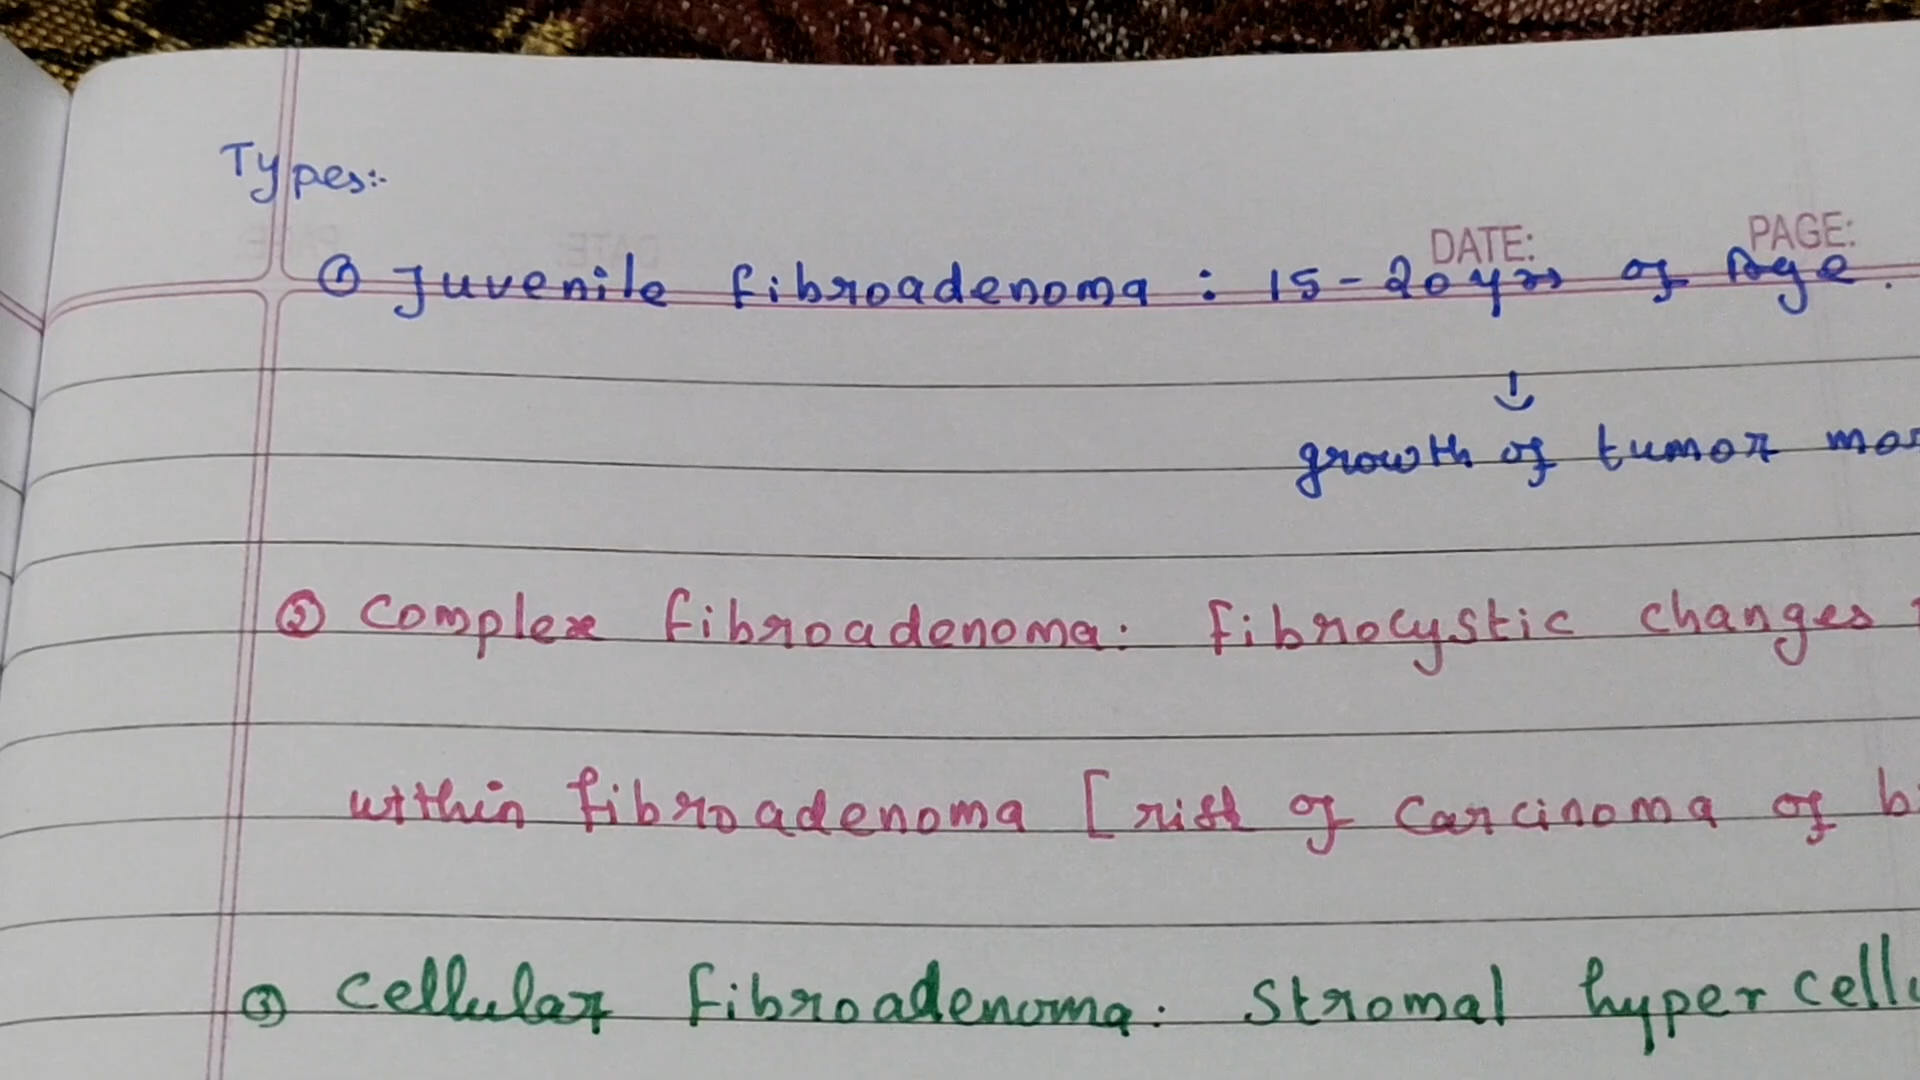 Types:-
DATE: PAGE:
① Juvenile fibroadenoma : 15-20 yrs of Age.
↓
growth of tumor
② Complex fibroadenoma: fibrocystic changes
within fibroadenoma [risk of carcinoma of
③ Cellular fibroadenoma: Stromal hyper